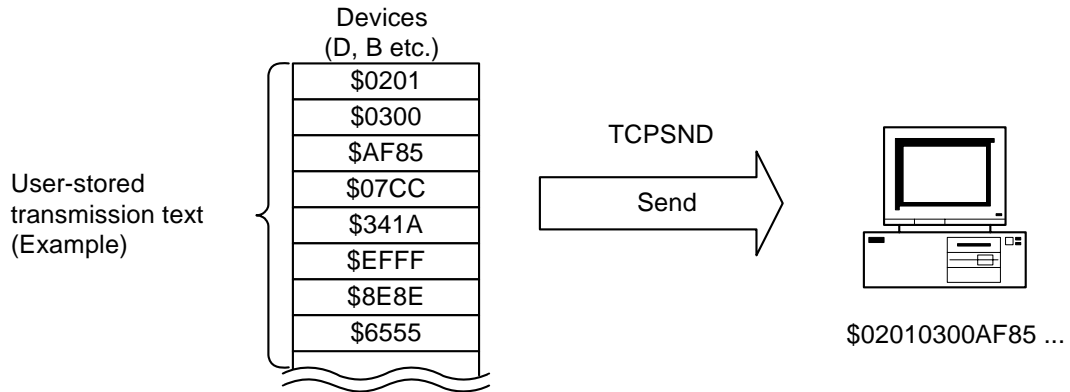 Devices
(D, B etc.)
$0201
$0300
$AF85
$07CC
$341A
$EFFF
$8E8E
$6555
User-stored
transmission text
(Example)
TCPSND
Send
$02010300AF85 ...